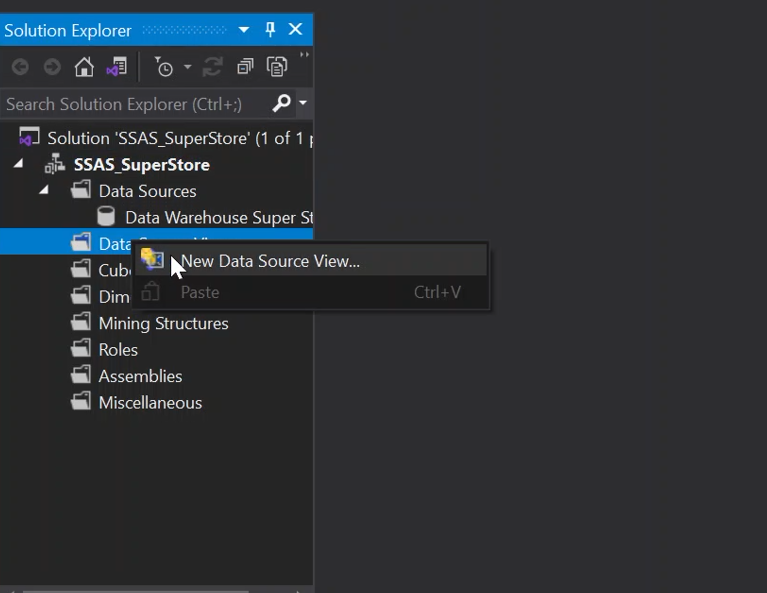 Solution Explorer
Search Solution Explorer (Ctrl+;)
Solution 'SSAS_SuperStore' (1 of 1
SSAS_SuperStore
Data Sources
Data Warehouse Super St
Data
New Data Source View...
Cub
Paste Ctrl+V
Dim
Mining Structures
Roles
Assemblies
Miscellaneous